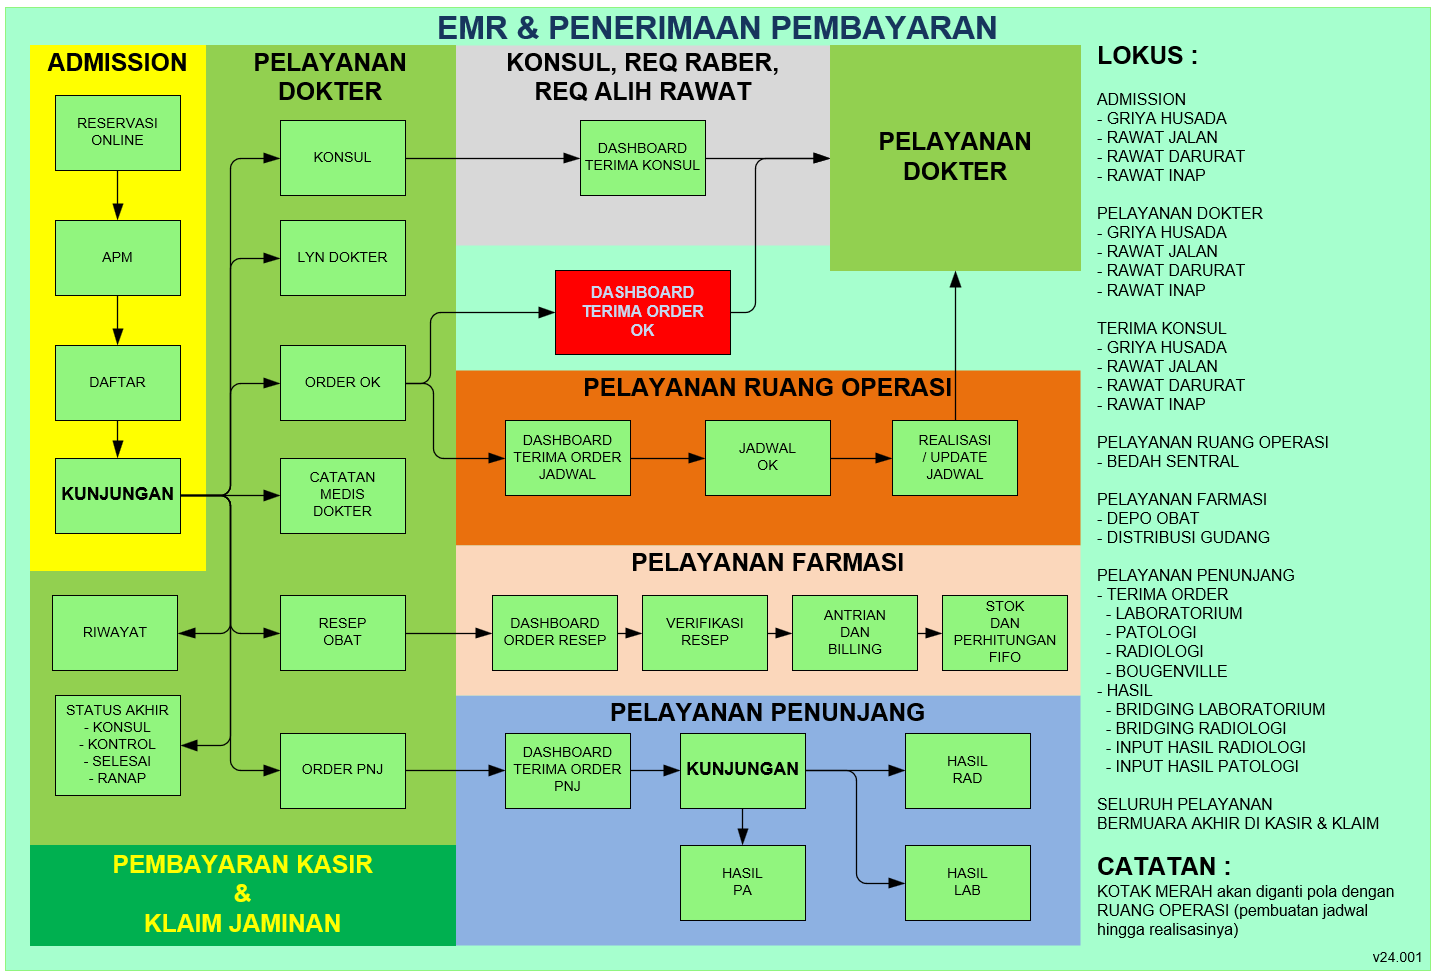 EMR & PENERIMAAN PEMBAYARAN
ADMISSION
RESERVASI
ONLINE
APM
DAFTAR
KUNJUNGAN
PELAYANAN
DOKTER
KONSUL
LYN DOKTER
ORDER OK
CATATAN
MEDIS
DOKTER
RIWAYAT
RESEP
OBAT
STATUS AKHIR
- KONSUL
- KONTROL
- SELESAI
- RANAP
ORDER PNJ
PEMBAYARAN KASIR
&
KLAIM JAMINAN
KONSUL, REQ RABER,
REQ ALIH RAWAT
DASHBOARD
TERIMA KONSUL
PELAYANAN
DOKTER
DASHBOARD
TERIMA ORDER
OK
PELAYANAN RUANG OPERASI
DASHBOARD
TERIMA ORDER
JADWAL
JADWAL
OK
REALISASI
/ UPDATE
JADWAL
PELAYANAN FARMASI
DASHBOARD
ORDER RESEP
VERIFIKASI
RESEP
ANTRIAN
DAN
BILLING
STOK
DAN
PERHITUNGAN
FIFO
PELAYANAN PENUNJANG
DASHBOARD
TERIMA ORDER
PNJ
KUNJUNGAN
HASIL
RAD
HASIL
PA
HASIL
LAB
LOKUS :
ADMISSION
- GRIYA HUSADA
- RAWAT JALAN
- RAWAT DARURAT
- RAWAT INAP
PELAYANAN DOKTER
- GRIYA HUSADA
- RAWAT JALAN
- RAWAT DARURAT
- RAWAT INAP
TERIMA KONSUL
- GRIYA HUSADA
- RAWAT JALAN
- RAWAT DARURAT
- RAWAT INAP
PELAYANAN RUANG OPERASI
- BEDAH SENTRAL
PELAYANAN FARMASI
- DEPO OBAT
- DISTRIBUSI GUDANG
PELAYANAN PENUNJANG
- TERIMA ORDER
- LABORATORIUM
- PATOLOGI
- RADIOLOGI
- BOUGENVILLE
- HASIL
- BRIDGING LABORATORIUM
- BRIDGING RADIOLOGI
- INPUT HASIL RADIOLOGI
- INPUT HASIL PATOLOGI
SELURUH PELAYANAN
BERMUARA AKHIR DI KASIR & KLAIM
CATATAN :
KOTAK MERAH akan diganti pola dengan
RUANG OPERASI (pembuatan jadwal
hingga realisasinya)
v24.001